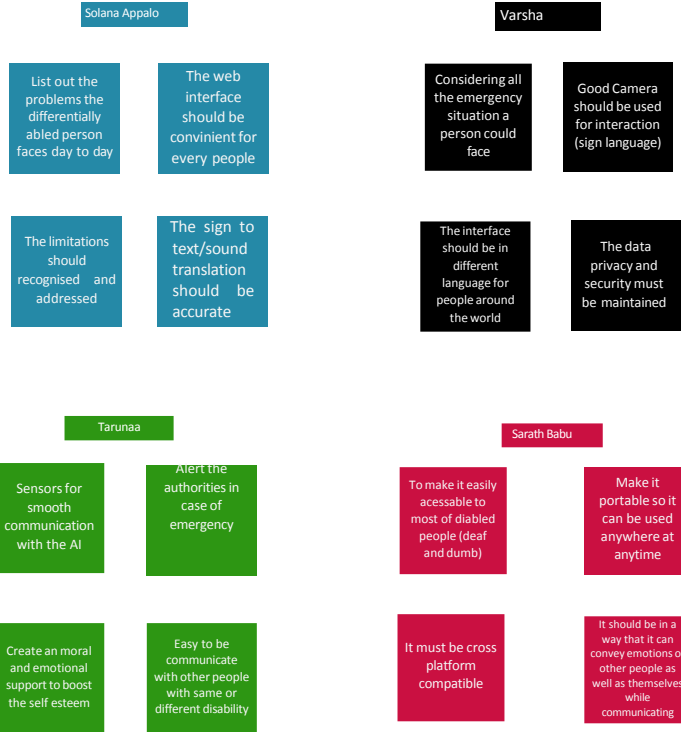 Solana Appalo
List out the
problems the
differentially
abled person
faces day to day
The web
interface
should be
convinient for
every people
The limitations
should
recognised and
addressed
The sign to
text/sound
translation
should be
accurate
Varsha
Considering all
the emergency
situation a
person could
face
Good Camera
should be used
for interaction
(sign language)
The interface
should be in
different
language for
people around
the world
The data
privacy and
security must
be maintained
Tarunaa
Sensors for
smooth
communication
with the AI
Alert the
authorities in
case of
emergency
Create an moral
and emotional
support to boost
the self esteem
Easy to be
communicate
with other people
with same or
different disability
Sarath Babu
To make it easily
acessable to
most of diabled
people (deaf
and dumb)
Make it
portable so it
can be used
anywhere at
anytime
It must be cross
platform
compatible
It should be in a
way that it can
convey emotions o
other people as
well as themselves
while
communicating